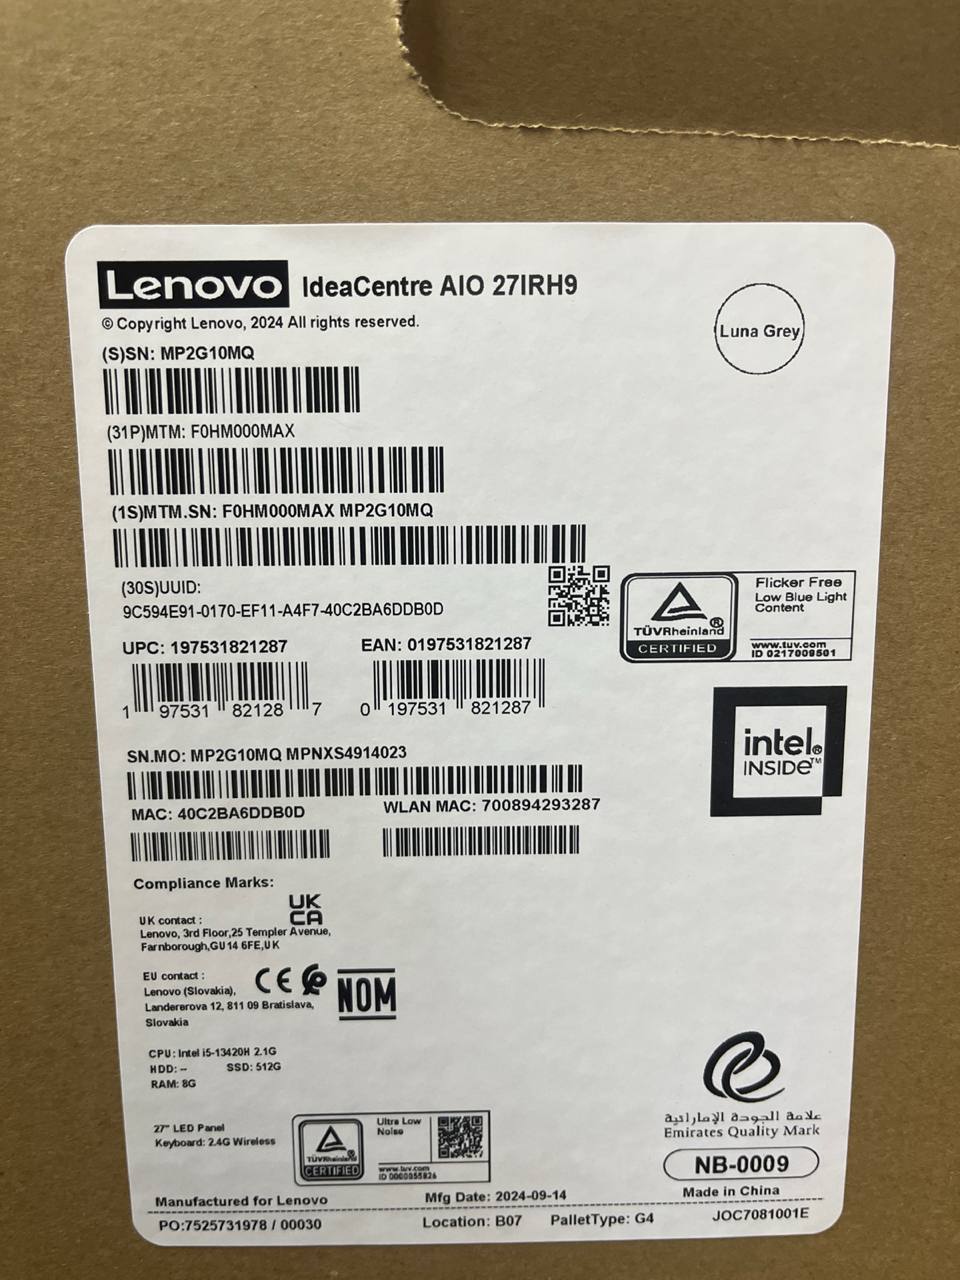 Lenovo IdeaCentre AIO 27IRH9
© Copyright Lenovo, 2024 All rights reserved.
Luna Grey
(S)SN: MP2G10MQ
(31P)MTM: F0HM000MAX
(1S)MTM.SN: F0HM000MAX MP2G10MQ
(30S)UUID:
9C594E91-0170-EF11-A4F7-40C2BA6DDB0D
TÜVRheinland®
CERTIFIED
Flicker Free
Low Blue Light
Content
www.tuv.com
ID 0217009501
UPC: 197531821287 EAN: 0197531821287
1 97531 82128 7 0 197531 821287
intel®
INSIDE™
SN.MO: MP2G10MQ MPNXS4914023
MAC: 40C2BA6DDB0D WLAN MAC: 700894293287
Compliance Marks:
UK
CA
UK contact :
Lenovo, 3rd Floor,25 Templer Avenue,
Farnborough,GU14 6FE,UK
EU contact :
Lenovo (Slovakia),
Landererova 12, 811 09 Bratislava,
Slovakia
CE
NOM
CPU: Intel i5-13420H 2.1G
HDD: -- SSD: 512G
RAM: 8G
27" LED Panel
Keyboard: 2.4G Wireless
TÜVRheinland®
CERTIFIED
Ultra Low
Noise
www.tuv.com
ID 0000055826
علامة الجودة الإماراتية
Emirates Quality Mark
NB-0009
Manufactured for Lenovo Mfg Date: 2024-09-14 Made in China
PO:7525731978 / 00030 Location: B07 PalletType: G4 JOC7081001E